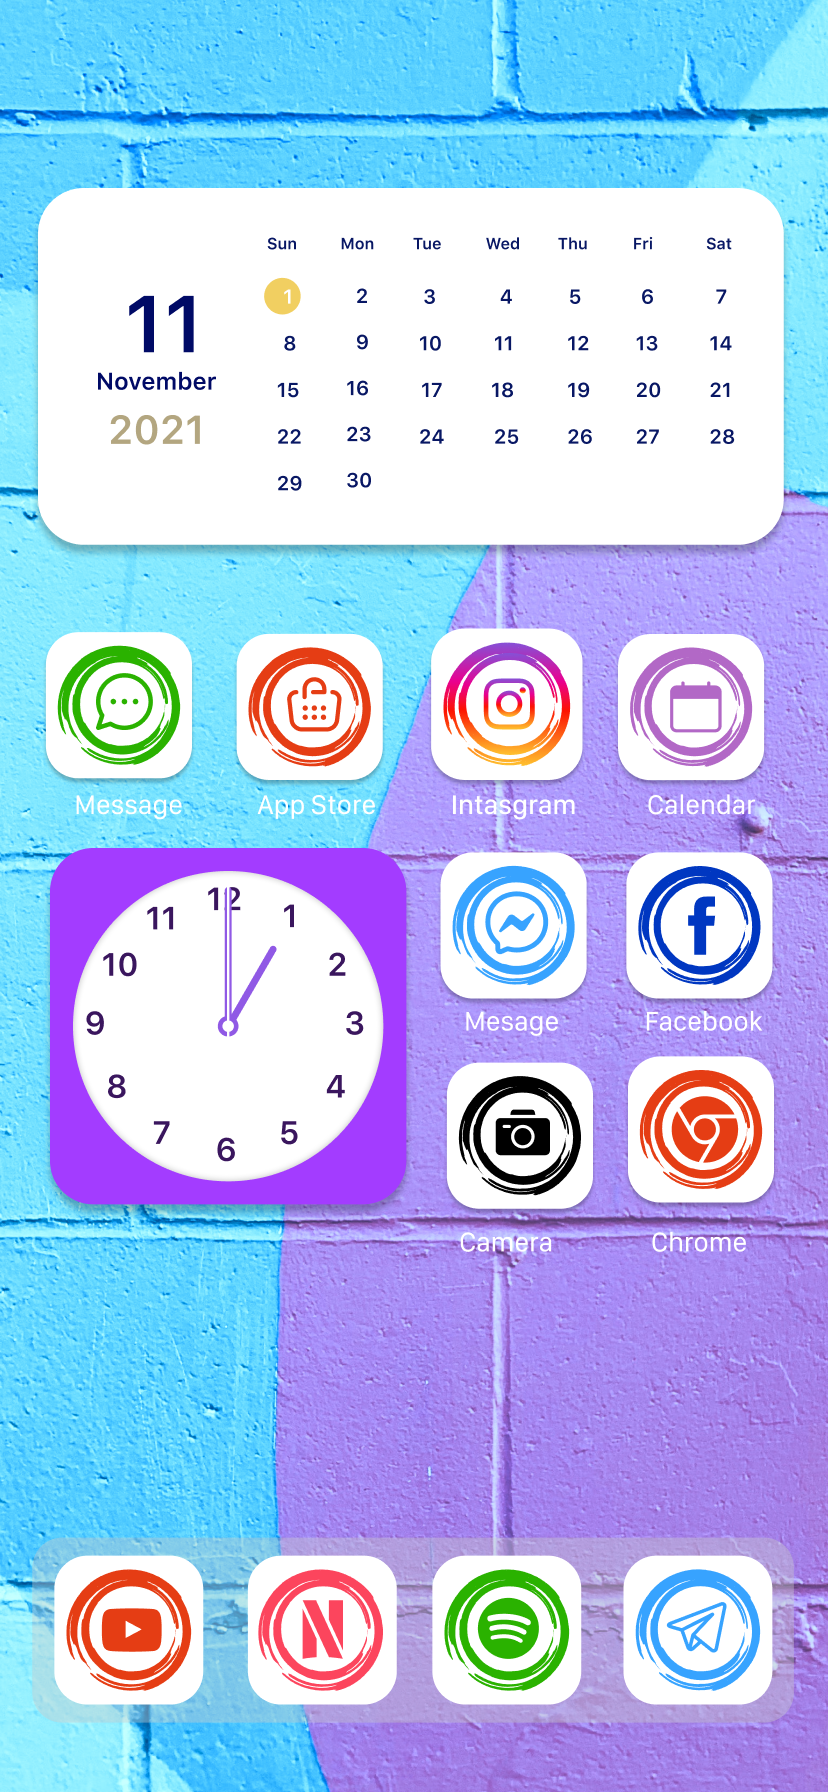 Sun Mon Tue Wed Thu Fri Sat
1 2 3 4 5 6 7
11
8 9 10 11 12 13 14
November
15 16 17 18 19 20 21
2021
22 23 24 25 26 27 28
29 30
Message App Store Intasgram Calendar
12
11 1
10 2
9 3
8 4
7 5
6
Mesage Facebook
Camera Chrome